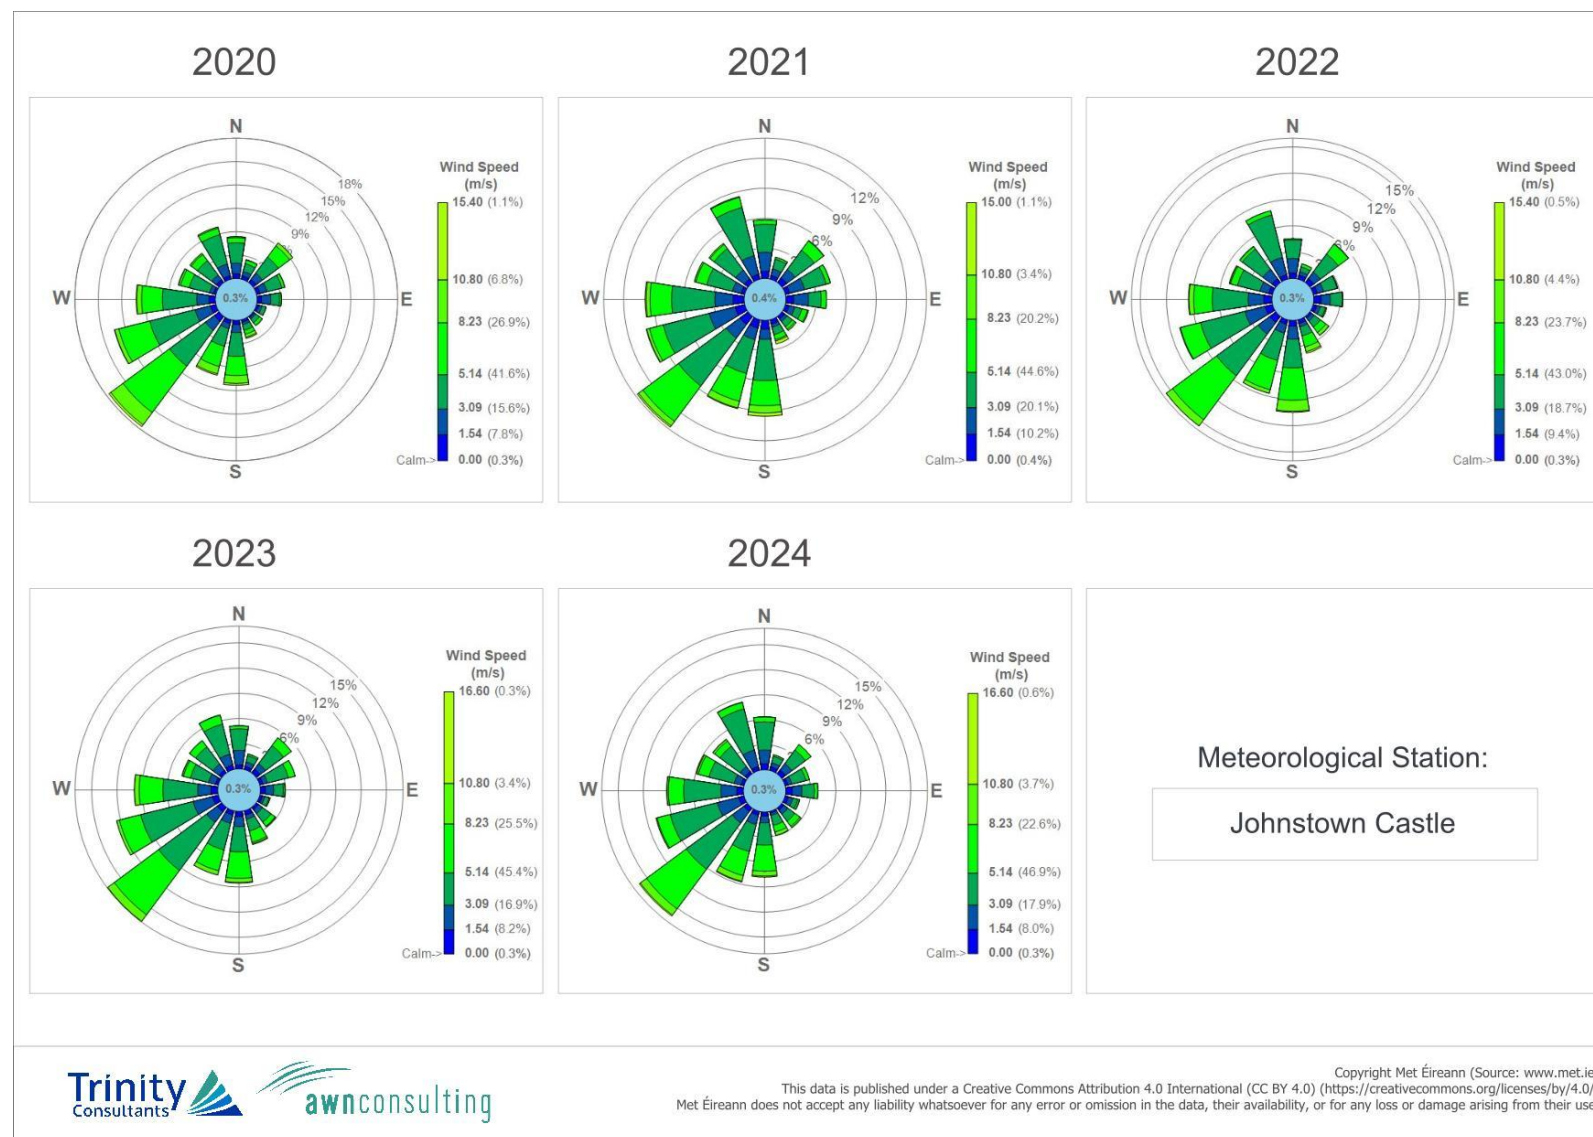 2020
2021
2022
N
W
E
S
18%
15%
12%
9%
0.3%
Wind Speed
(m/s)
15.40 (1.1%)
10.80 (6.8%)
8.23 (26.9%)
5.14 (41.6%)
3.09 (15.6%)
1.54 (7.8%)
Calm-> 0.00 (0.3%)
N
W
E
S
12%
9%
6%
0.4%
Wind Speed
(m/s)
15.00 (1.1%)
10.80 (3.4%)
8.23 (20.2%)
5.14 (44.6%)
3.09 (20.1%)
1.54 (10.2%)
Calm-> 0.00 (0.4%)
N
W
E
S
15%
12%
9%
6%
0.3%
Wind Speed
(m/s)
15.40 (0.5%)
10.80 (4.4%)
8.23 (23.7%)
5.14 (43.0%)
3.09 (18.7%)
1.54 (9.4%)
Calm-> 0.00 (0.3%)
2023
2024
N
W
E
S
15%
12%
9%
6%
0.3%
Wind Speed
(m/s)
16.60 (0.3%)
10.80 (3.4%)
8.23 (25.5%)
5.14 (45.4%)
3.09 (16.9%)
1.54 (8.2%)
Calm-> 0.00 (0.3%)
N
W
E
S
15%
12%
9%
6%
0.3%
Wind Speed
(m/s)
16.60 (0.6%)
10.80 (3.7%)
8.23 (22.6%)
5.14 (46.9%)
3.09 (17.9%)
1.54 (8.0%)
Calm-> 0.00 (0.3%)
Meteorological Station:
Johnstown Castle
Trinity
Consultants
awnconsulting
Copyright Met Éireann (Source: www.met.ie
This data is published under a Creative Commons Attribution 4.0 International (CC BY 4.0) (https://creativecommons.org/licenses/by/4.0/
Met Éireann does not accept any liability whatsoever for any error or omission in the data, their availability, or for any loss or damage arising from their use